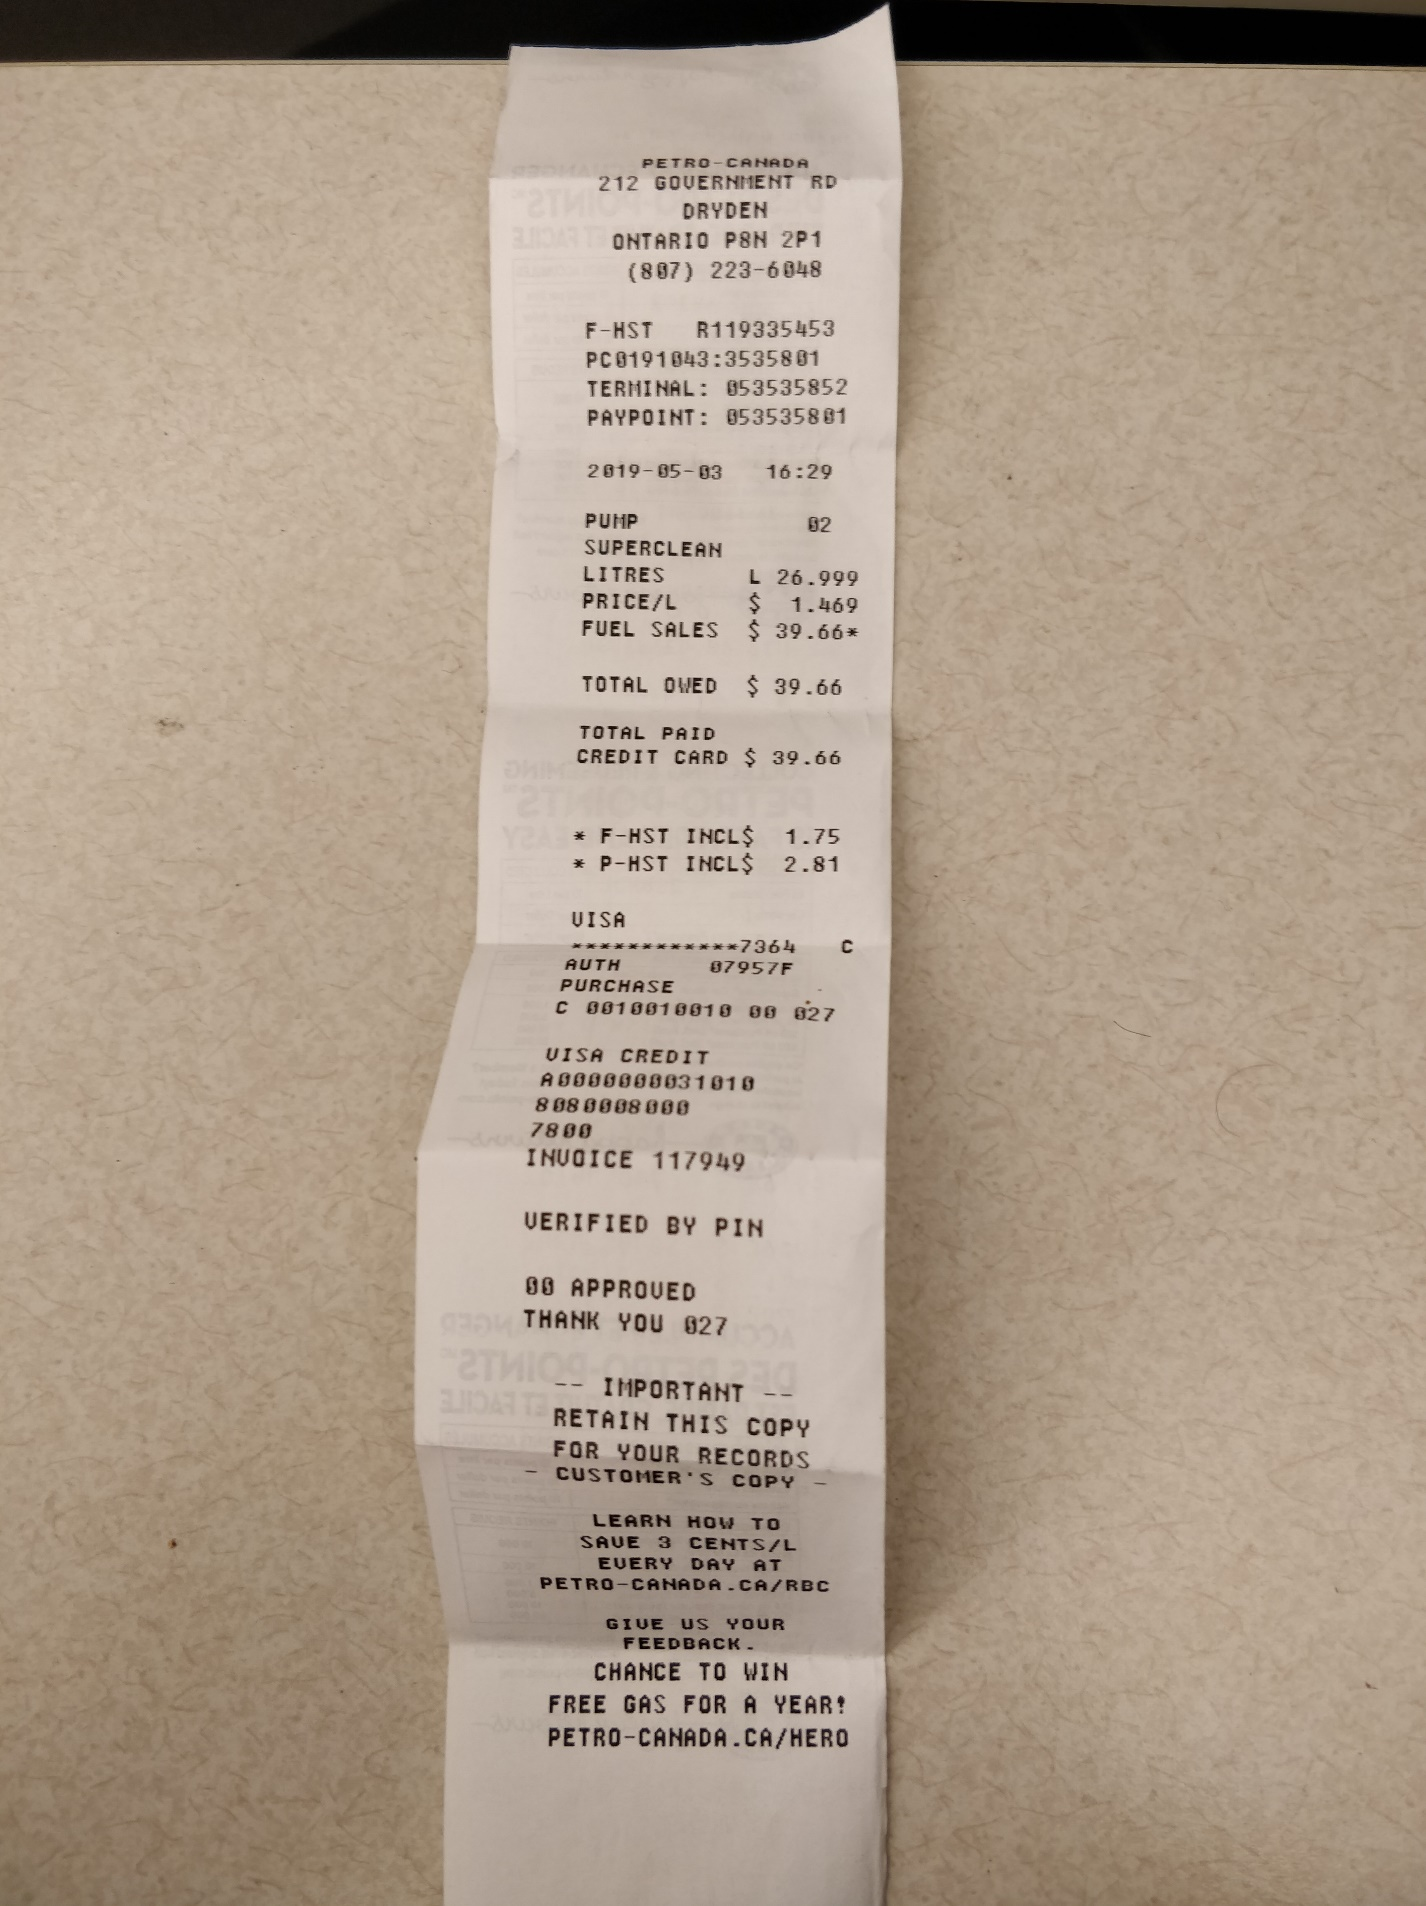 PETRO-CANADA
212 GOVERNMENT RD
DRYDEN
ONTARIO P8N 2P1
(807) 223-6048
F-HST R119335453
PC0191043:3535801
TERMINAL: 053535852
PAYPOINT: 053535801
2019-05-03 16:29
PUMP 02
SUPERCLEAN
LITRES L 26.999
PRICE/L $ 1.469
FUEL SALES $ 39.66*
TOTAL OWED $ 39.66
TOTAL PAID
CREDIT CARD $ 39.66
* F-HST INCL$ 1.75
* P-HST INCL$ 2.81
VISA
************7364 C
AUTH 07957F
PURCHASE
C 0010010010 00 027
VISA CREDIT
A0000000031010
8080008000
7800
INVOICE 117949
VERIFIED BY PIN
00 APPROVED
THANK YOU 027
-- IMPORTANT --
RETAIN THIS COPY
FOR YOUR RECORDS
- CUSTOMER'S COPY -
LEARN HOW TO
SAVE 3 CENTS/L
EVERY DAY AT
PETRO-CANADA.CA/RBC
GIVE US YOUR
FEEDBACK.
CHANCE TO WIN
FREE GAS FOR A YEAR!
PETRO-CANADA.CA/HERO